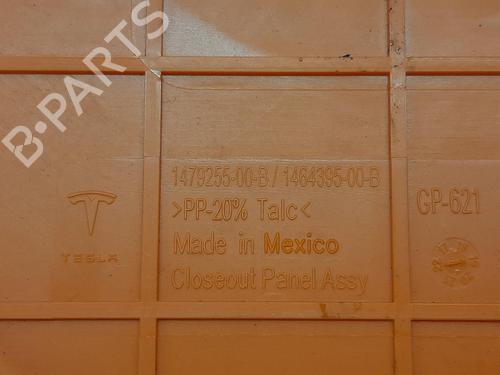 B-PARTS
1479255-00-B / 1464395-00-B
>PP-20% Talc<
GP-621
Made in Mexico
TESLA
Closeout Panel Assy